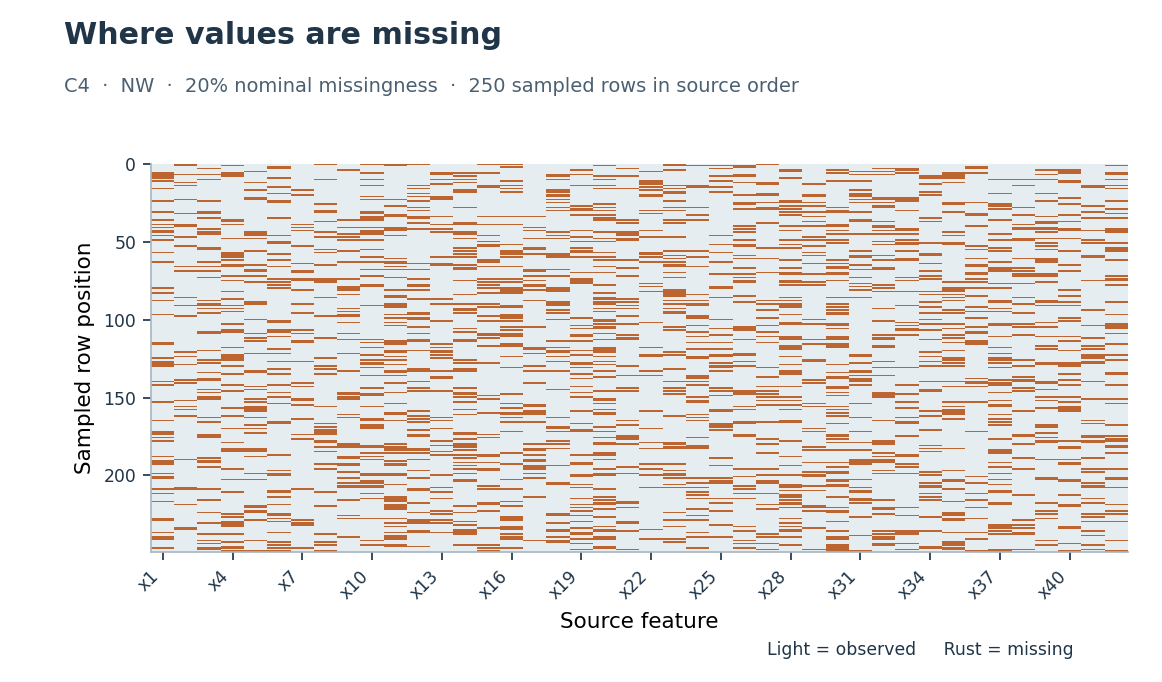 Where values are missing
C4 · NW · 20% nominal missingness · 250 sampled rows in source order
0
50
100
150
200
Sampled row position
x1 x4 x7 x10 x13 x16 x19 x22 x25 x28 x31 x34 x37 x40
Source feature
Light = observed Rust = missing